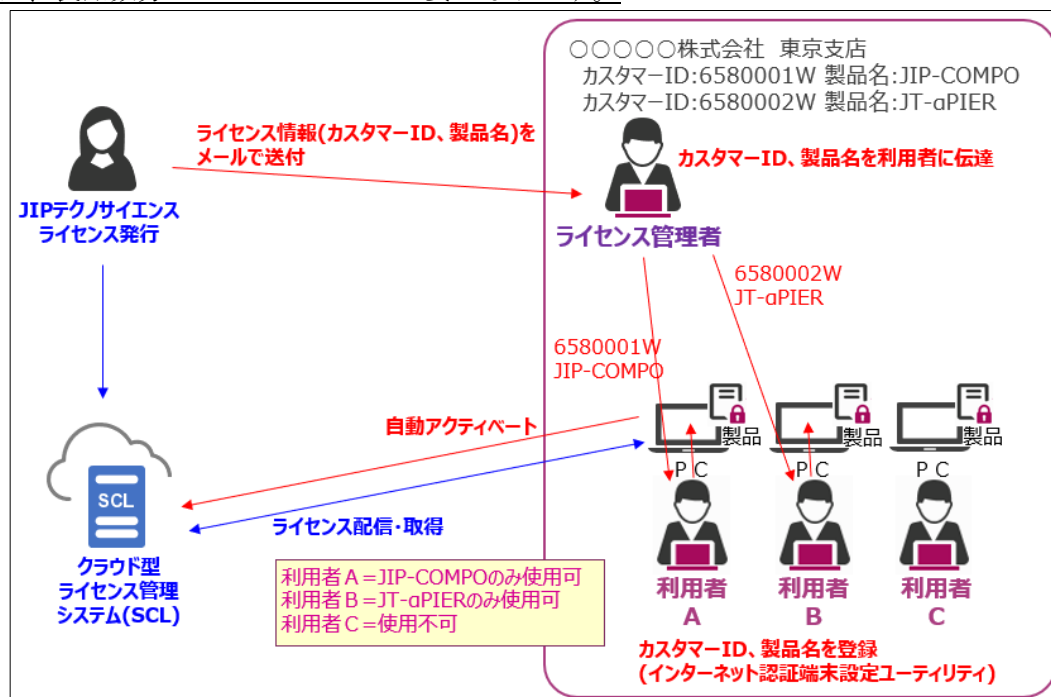 〇〇〇〇〇株式会社 東京支店
カスタマーID:6580001W 製品名:JIP-COMPO
カスタマーID:6580002W 製品名:JT-αPIER
ライセンス情報(カスタマーID、製品名)を
メールで送付
カスタマーID、製品名を利用者に伝達
JIPテクノサイエンス
ライセンス発行
ライセンス管理者
6580002W
JT-αPIER
6580001W
JIP-COMPO
自動アクティベート
製品
製品
製品
PC
PC
PC
SCL
ライセンス配信・取得
クラウド型
ライセンス管理
システム(SCL)
利用者A=JIP-COMPOのみ使用可
利用者B=JT-αPIERのみ使用可
利用者C=使用不可
利用者
A
利用者
B
利用者
C
カスタマーID、製品名を登録
(インターネット認証端末設定ユーティリティ)